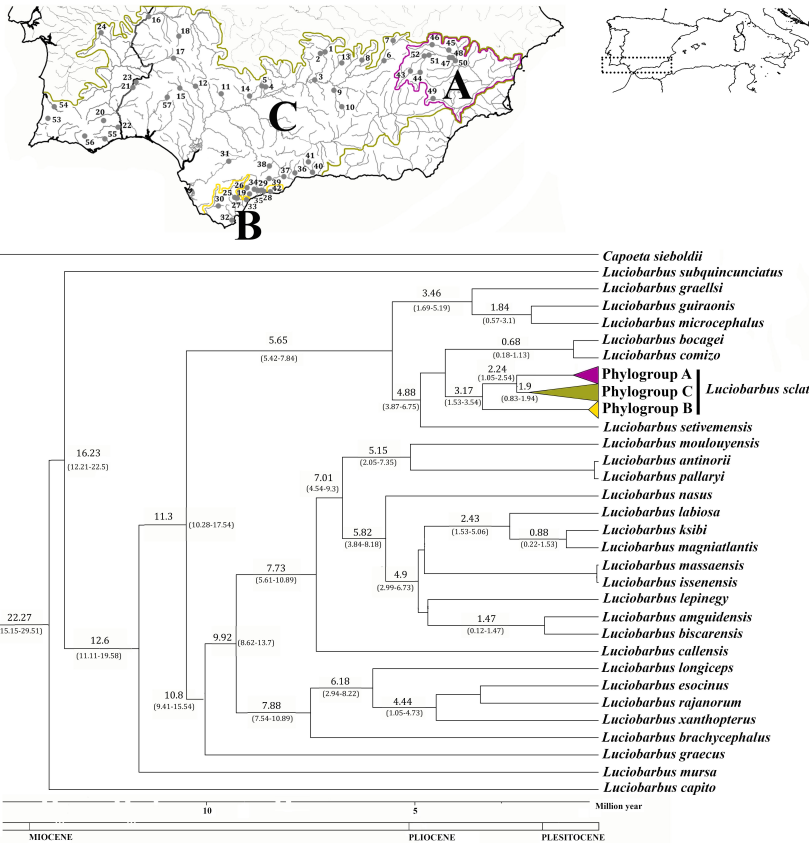 24
16
18
17
7
46
45
1
2
13
8
6
52
51
48
47
50
5
4
3
43
44
A
23
21
12
15
11
14
9
49
57
10
C
54
53
20
22
55
56
31
38
41
37
36
40
26
34
29
39
25
19
42
30
27
35
28
33
32
B
Capoeta sieboldii
Luciobarbus subquincunciatus
3.46
Luciobarbus graellsi
(1.69-5.19)
1.84
Luciobarbus guiraonis
(0.57-3.1)
Luciobarbus microcephalus
5.65
0.68
Luciobarbus bocagei
(5.42-7.84)
(0.18-1.13)
Luciobarbus comizo
2.24
Phylogroup A
(1.05-2.54)
4.88
3.17
1.9
Phylogroup C
Luciobarbus sclat
(3.87-6.75)
(1.53-3.54)
(0.83-1.94)
Phylogroup B
Luciobarbus setivemensis
5.15
Luciobarbus moulouyensis
16.23
(2.05-7.35)
Luciobarbus antinorii
(12.21-22.5)
7.01
Luciobarbus pallaryi
(4.54-9.3)
Luciobarbus nasus
11.3
2.43
Luciobarbus labiosa
(10.28-17.54)
5.82
(1.53-5.06)
0.88
Luciobarbus ksibi
(3.84-8.18)
(0.22-1.53)
Luciobarbus magniatlantis
7.73
4.9
Luciobarbus massaensis
(5.61-10.89)
(2.99-6.73)
Luciobarbus issenensis
Luciobarbus lepinegy
22.27
1.47
Luciobarbus amguidensis
15.15-29.51)
(0.12-1.47)
12.6
9.92
(8.62-13.7)
Luciobarbus biscarensis
(11.11-19.58)
Luciobarbus callensis
6.18
Luciobarbus longiceps
10.8
(2.94-8.22)
Luciobarbus esocinus
(9.41-15.54)
7.88
4.44
Luciobarbus rajanorum
(7.54-10.89)
(1.05-4.73)
Luciobarbus xanthopterus
Luciobarbus brachycephalus
Luciobarbus graecus
Luciobarbus mursa
Luciobarbus capito
10
5
Million year
MIOCENE
PLIOCENE
PLESITOCENE